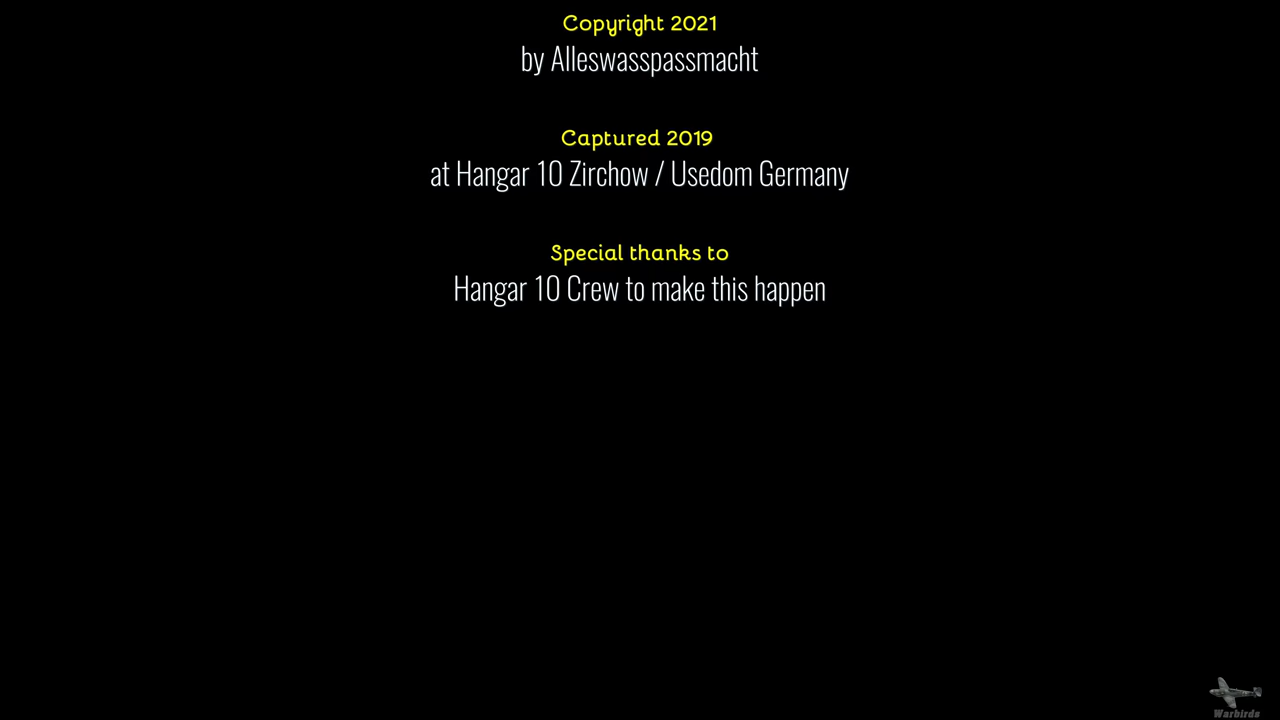 Copyright 2021
by Alleswasspassmacht
Captured 2019
at Hangar 10 Zirchow / Usedom Germany
Special thanks to
Hangar 10 Crew to make this happen
Warbirds